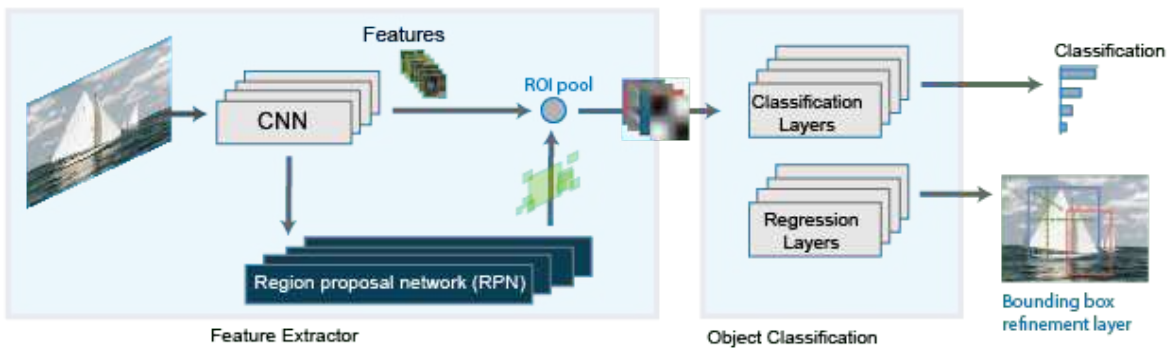 Features
ROI pool
CNN
Region proposal network (RPN)
Feature Extractor
Classification
Layers
Regression
Layers
Object Classification
Classification
Bounding box
refinement layer